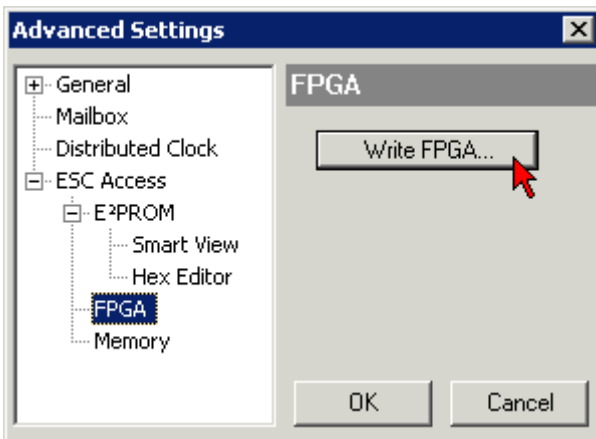 Advanced Settings
General
Mailbox
Distributed Clock
ESC Access
E²PROM
Smart View
Hex Editor
FPGA
Memory
FPGA
Write FPGA...
OK
Cancel